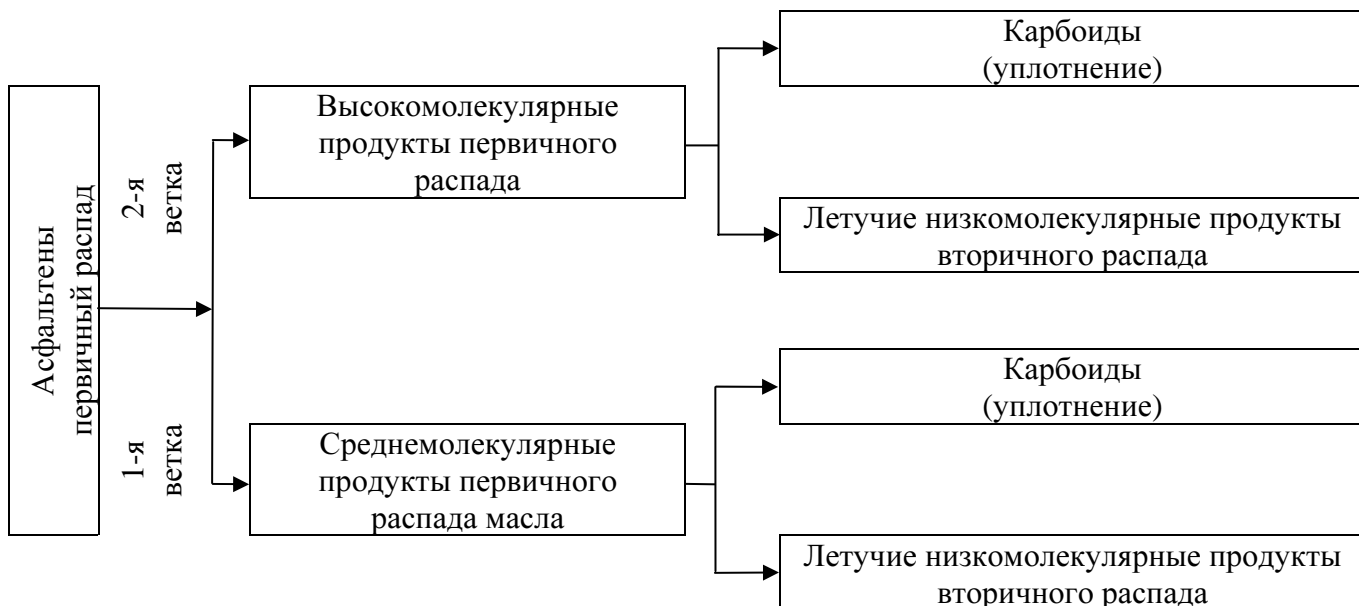 Асфальтены
первичный распад
2-я
ветка
1-я
ветка
Высокомолекулярные
продукты первичного
распада
Среднемолекулярные
продукты первичного
распада масла
Карбоиды
(уплотнение)
Летучие низкомолекулярные продукты
вторичного распада
Карбоиды
(уплотнение)
Летучие низкомолекулярные продукты
вторичного распада